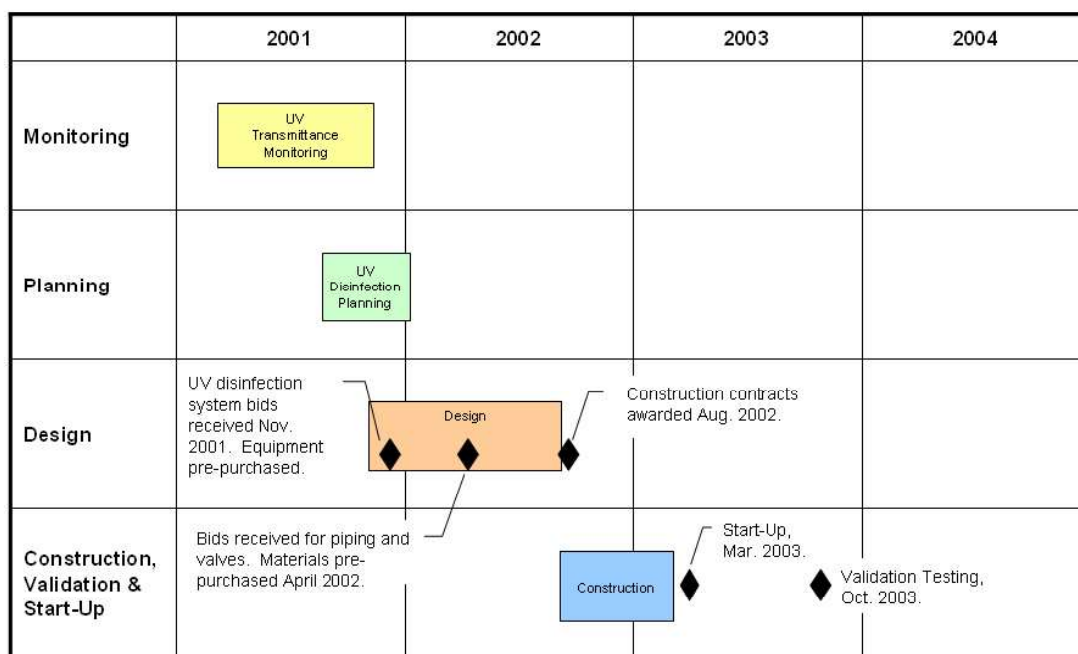 2001 2002 2003 2004
Monitoring
UV
Transmittance
Monitoring
Planning
UV
Disinfection
Planning
Design
UV disinfection
system bids
received Nov.
2001. Equipment
pre-purchased.
Design
Construction contracts
awarded Aug. 2002.
Bids received for piping and
valves. Materials pre-
purchased April 2002.
Construction,
Validation &
Start-Up
Construction
Start-Up,
Mar. 2003.
Validation Testing,
Oct. 2003.